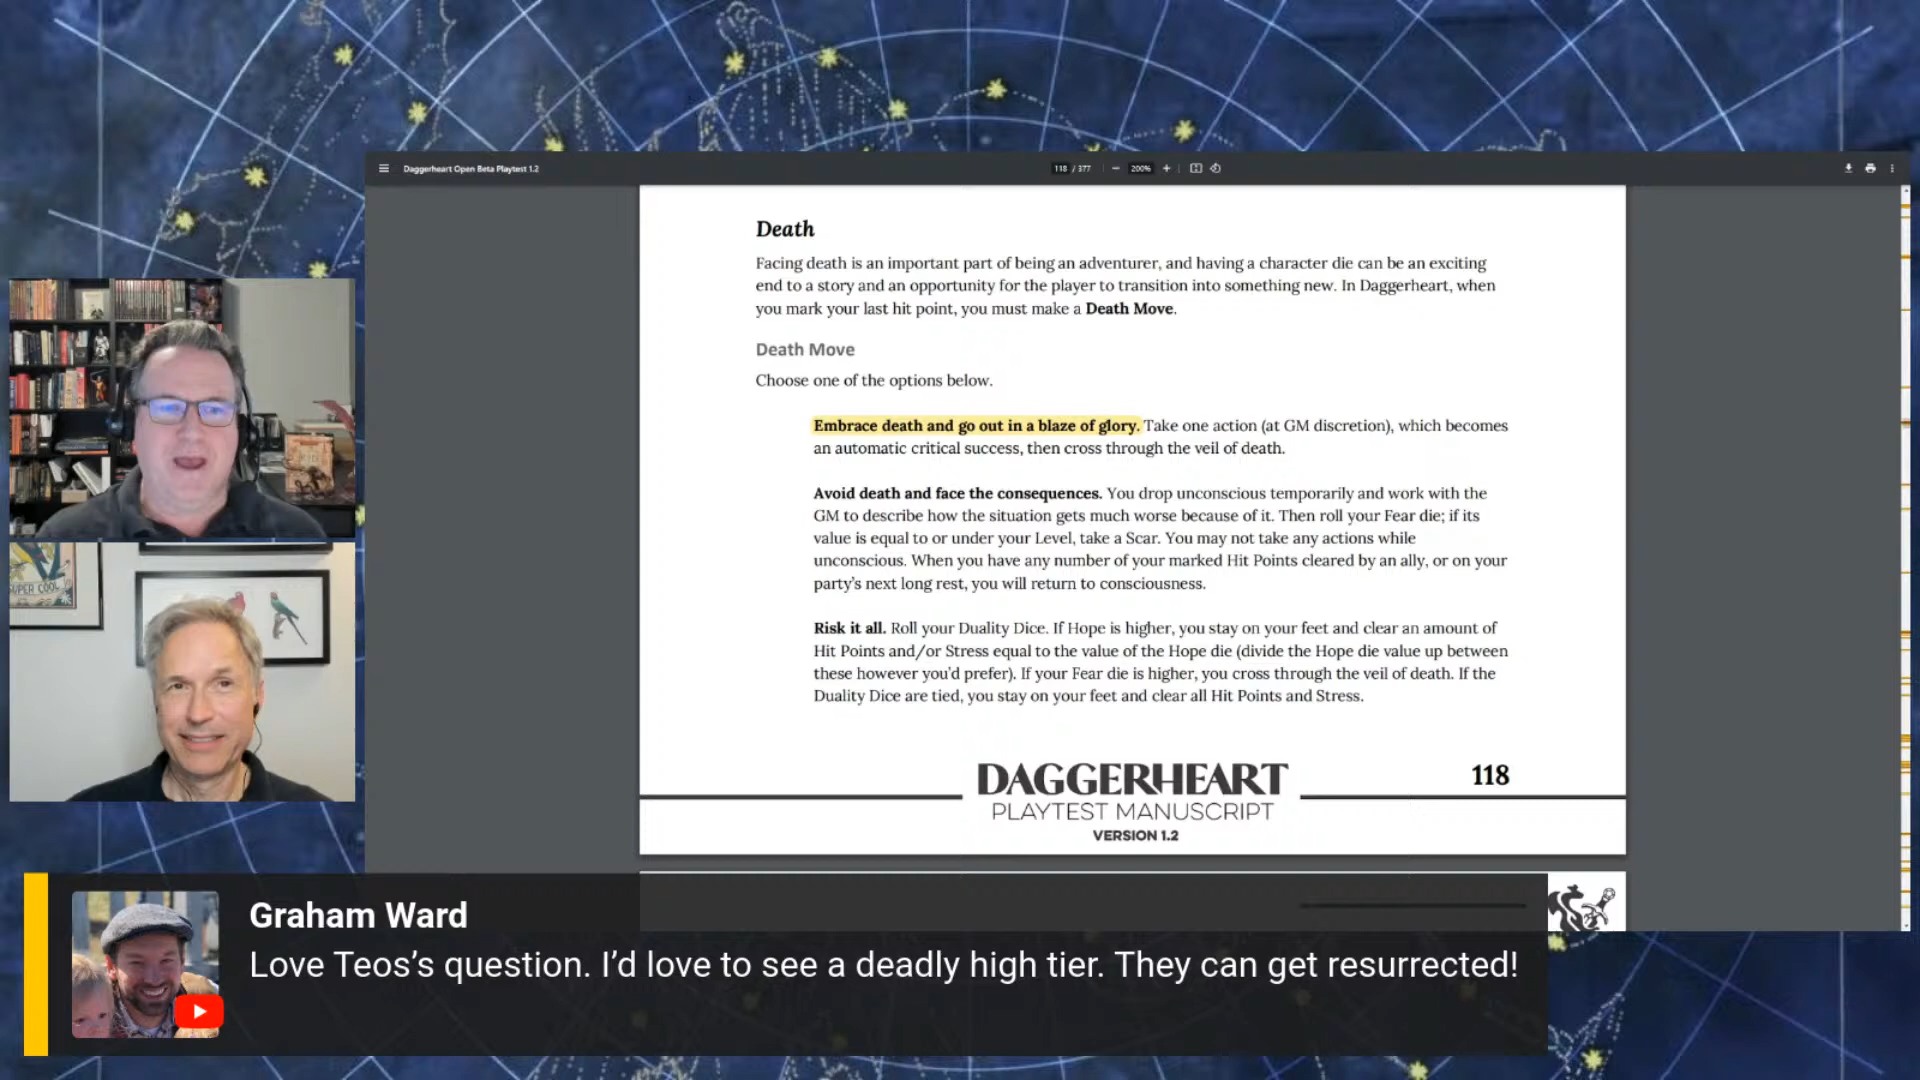 Daggerheart Open Beta Playtest 1.2
118 / 377
200%
Death
Facing death is an important part of being an adventurer, and having a character die can be an exciting
end to a story and an opportunity for the player to transition into something new. In Daggerheart, when
you mark your last hit point, you must make a Death Move.
Death Move
Choose one of the options below.
Embrace death and go out in a blaze of glory. Take one action (at GM discretion), which becomes
an automatic critical success, then cross through the veil of death.
Avoid death and face the consequences. You drop unconscious temporarily and work with the
GM to describe how the situation gets much worse because of it. Then roll your Fear die; if its
value is equal to or under your Level, take a Scar. You may not take any actions while
unconscious. When you have any number of your marked Hit Points cleared by an ally, or on your
party's next long rest, you will return to consciousness.
Risk it all. Roll your Duality Dice. If Hope is higher, you stay on your feet and clear an amount of
Hit Points and/or Stress equal to the value of the Hope die (divide the Hope die value up between
these however you'd prefer). If your Fear die is higher, you cross through the veil of death. If the
Duality Dice are tied, you stay on your feet and clear all Hit Points and Stress.
DAGGERHEART
PLAYTEST MANUSCRIPT
VERSION 1.2
118
SUPER COOL
Graham Ward
Love Teos’s question. I’d love to see a deadly high tier. They can get resurrected!